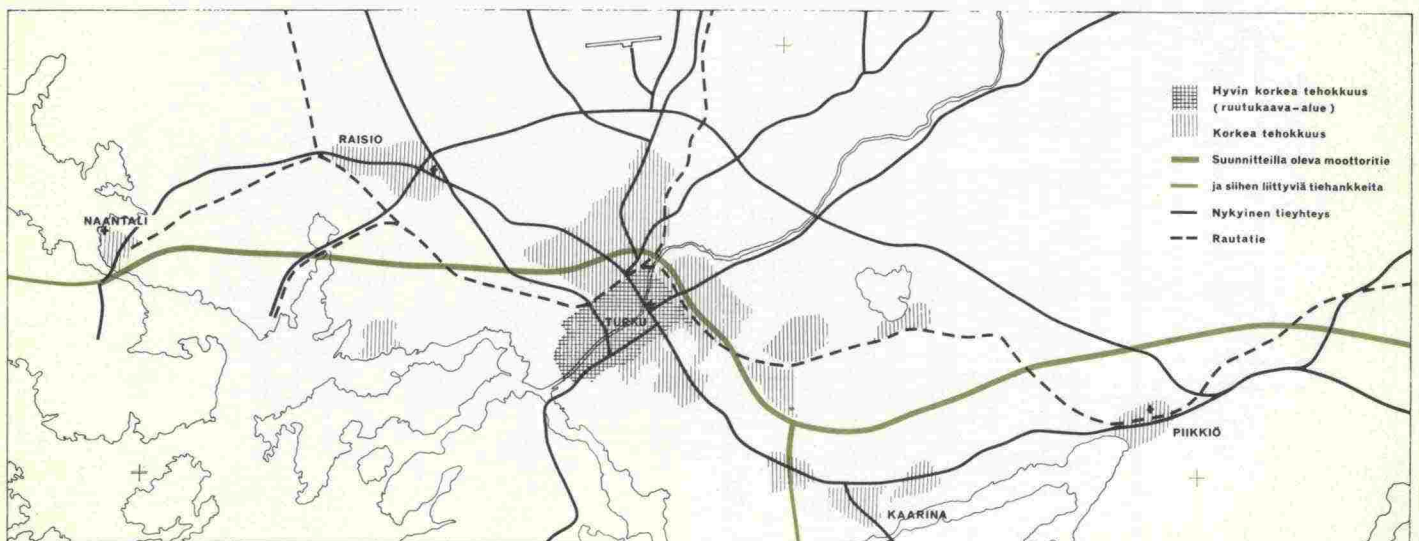 RAISIO
NAANTALI
TURKU
PIIKKIÖ
KAARINA
Hyvin korkea tehokkuus
(ruutukaava-alue)
Korkea tehokkuus
Suunnitteilla oleva moottoritie
ja siihen liittyviä tiehankkeita
Nykyinen tieyhteys
Rautatie